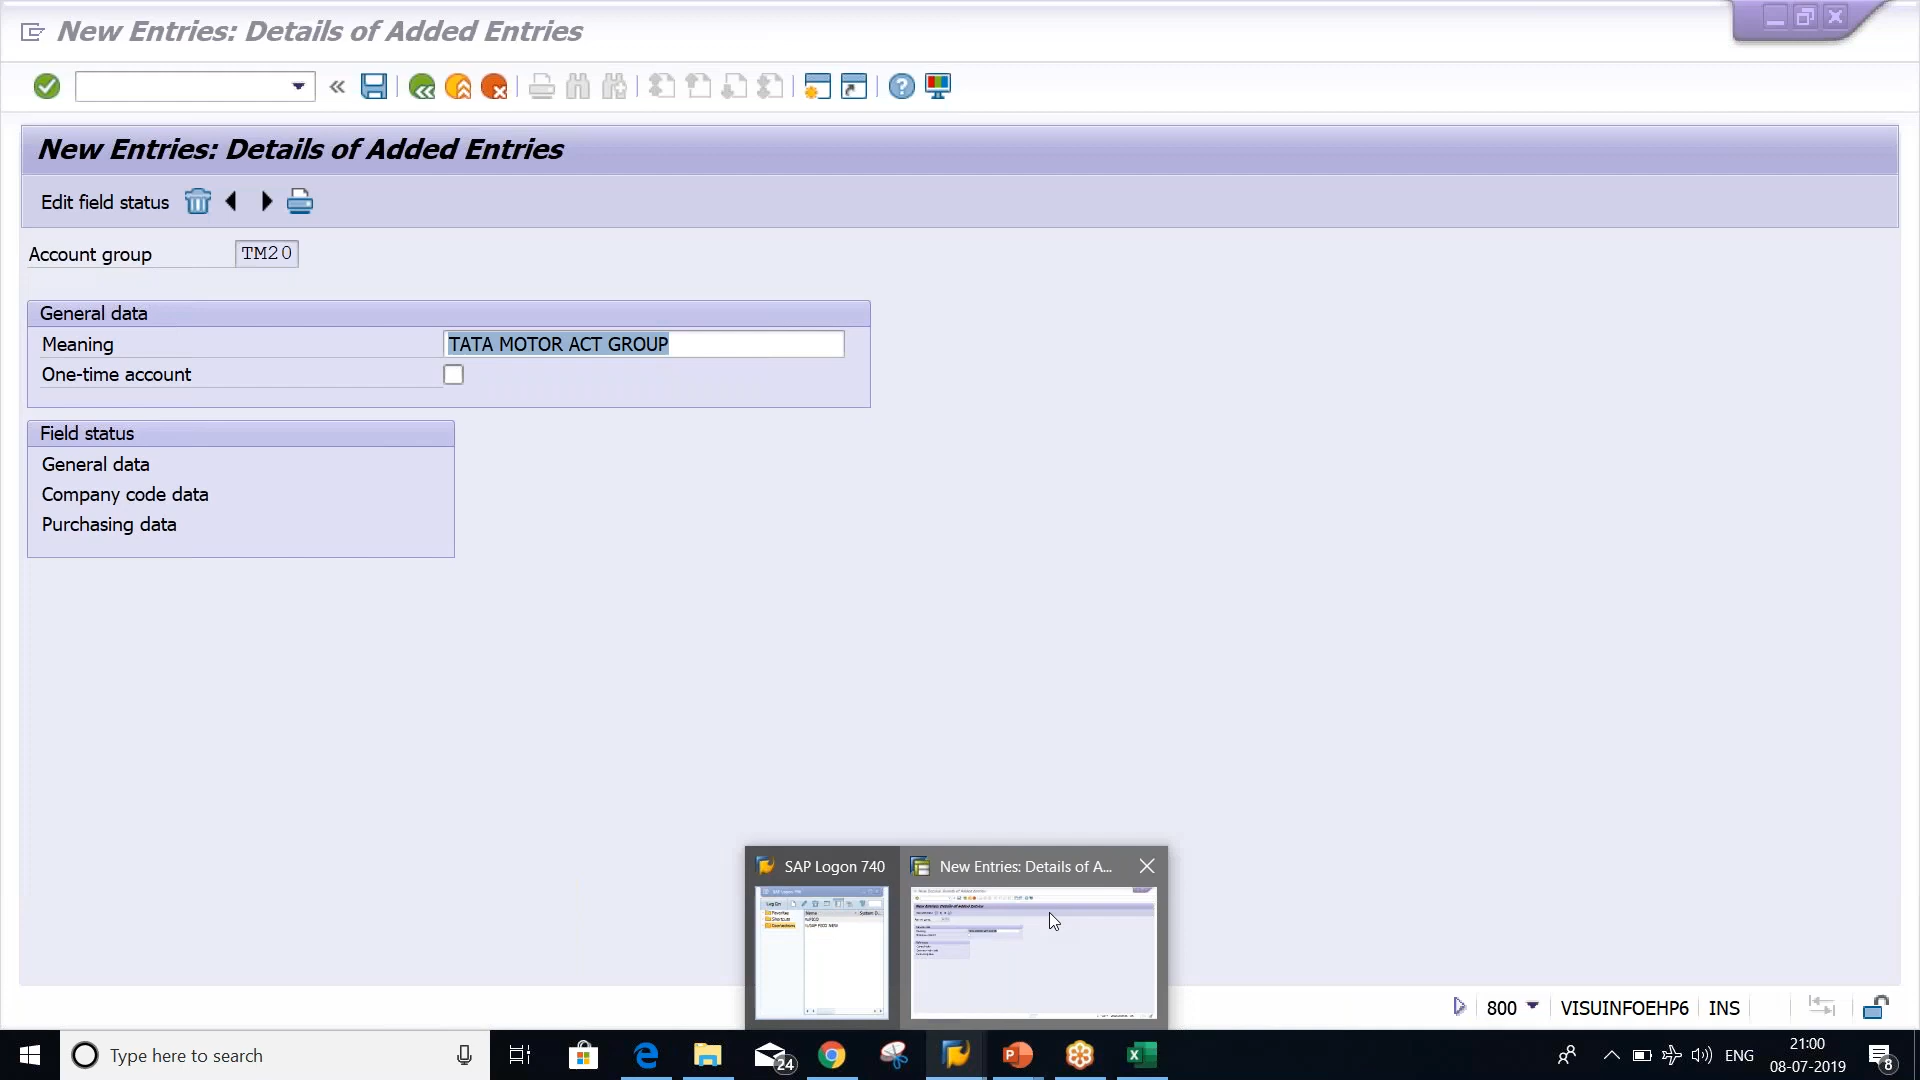 New Entries: Details of Added Entries
New Entries: Details of Added Entries
Edit field status
Account group TM20
General data
Meaning TATA MOTOR ACT GROUP
One-time account
Field status
General data
Company code data
Purchasing data
SAP Logon 740
New Entries: Details of A...
800 VISUINFOEHP6 INS
Type here to search
24
ENG
21:00
08-07-2019
8